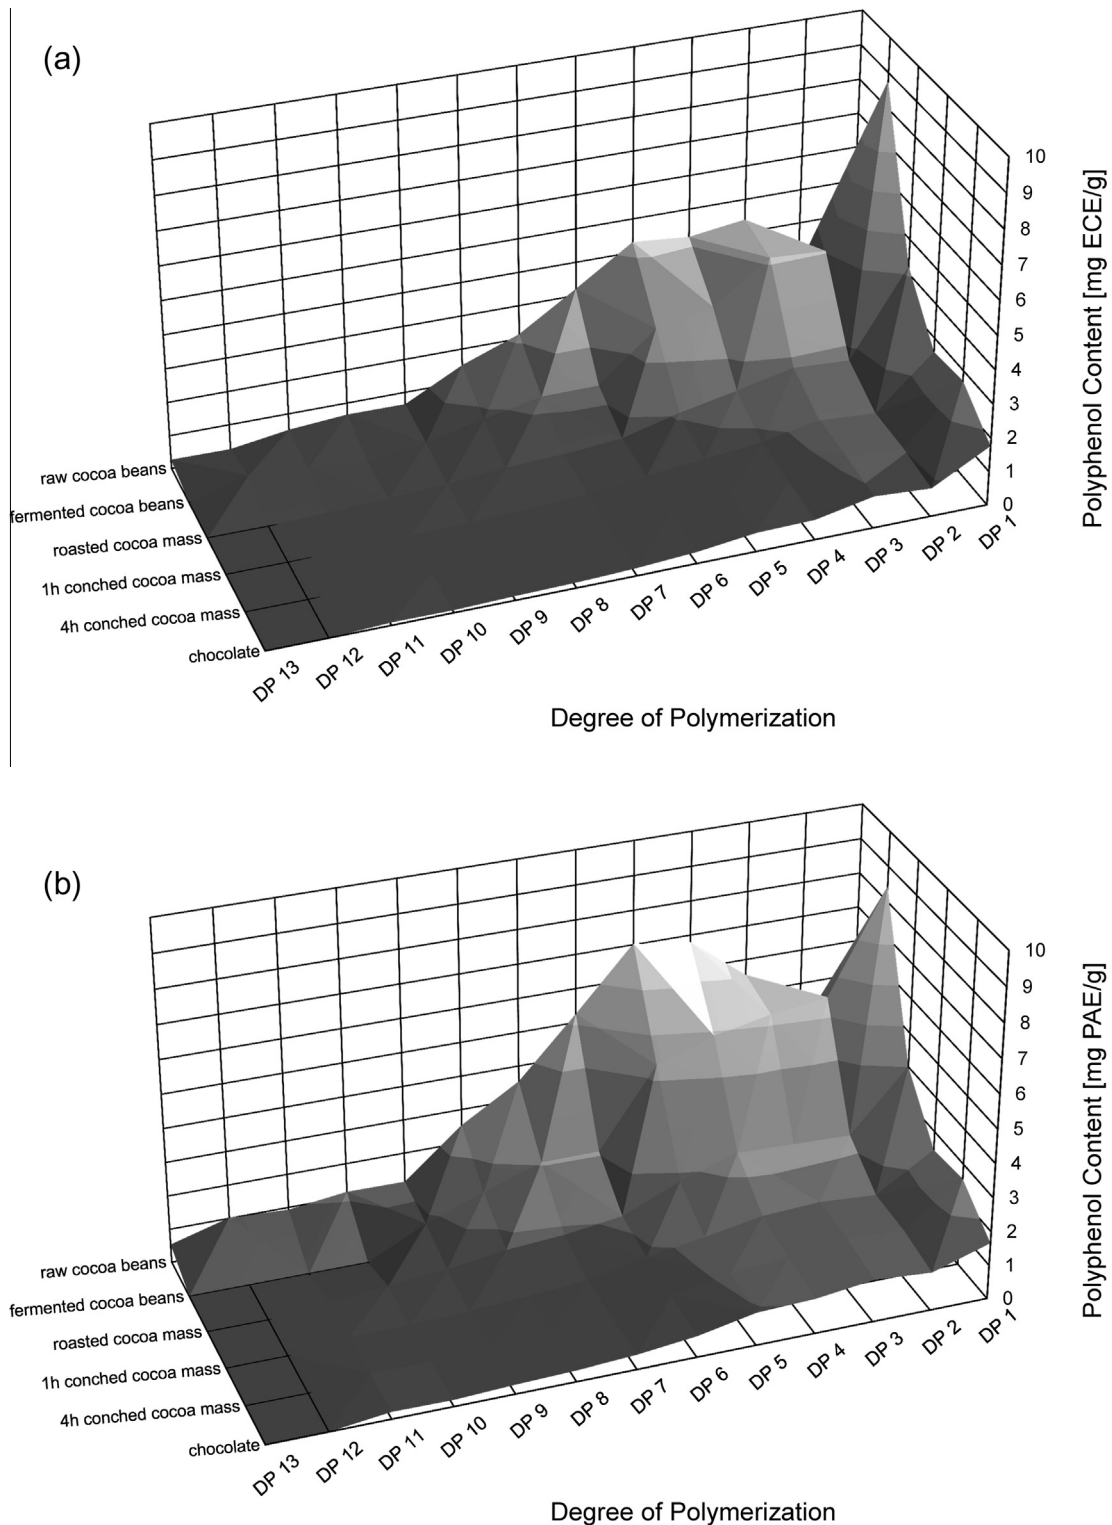 (a)
10
9
8
7
6
5
4
3
2
1
0
Polyphenol Content [mg ECE/g]
raw cocoa beans
fermented cocoa beans
roasted cocoa mass
1h conched cocoa mass
4h conched cocoa mass
chocolate
DP 13
DP 12
DP 11
DP 10
DP 9
DP 8
DP 7
DP 6
DP 5
DP 4
DP 3
DP 2
DP 1
Degree of Polymerization
(b)
10
9
8
7
6
5
4
3
2
1
0
Polyphenol Content [mg PAE/g]
raw cocoa beans
fermented cocoa beans
roasted cocoa mass
1h conched cocoa mass
4h conched cocoa mass
chocolate
DP 13
DP 12
DP 11
DP 10
DP 9
DP 8
DP 7
DP 6
DP 5
DP 4
DP 3
DP 2
DP 1
Degree of Polymerization